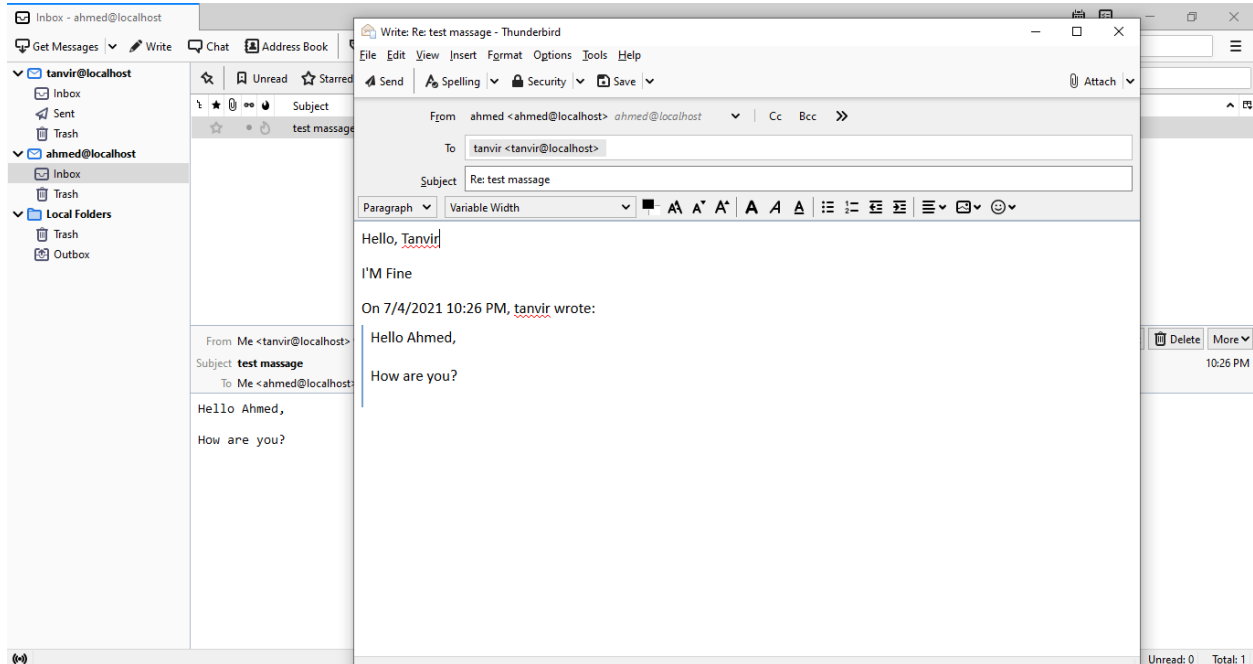 Inbox - ahmed@localhost
Get Messages Write Chat Address Book
tanvir@localhost
Inbox
Sent
Trash
ahmed@localhost
Inbox
Trash
Local Folders
Trash
Outbox
Unread Starred
Subject
test massage
From Me <tanvir@localhost>
Subject test massage
To Me <ahmed@localhost>
Hello Ahmed,
How are you?
Write: Re: test massage - Thunderbird
File Edit View Insert Format Options Tools Help
Send Spelling Security Save Attach
From ahmed <ahmed@localhost> ahmed@localhost Cc Bcc
To tanvir <tanvir@localhost>
Subject Re: test massage
Paragraph Variable Width
Hello, Tanvir
I'M Fine
On 7/4/2021 10:26 PM, tanvir wrote:
Hello Ahmed,
How are you?
Delete More
10:26 PM
Unread: 0 Total: 1